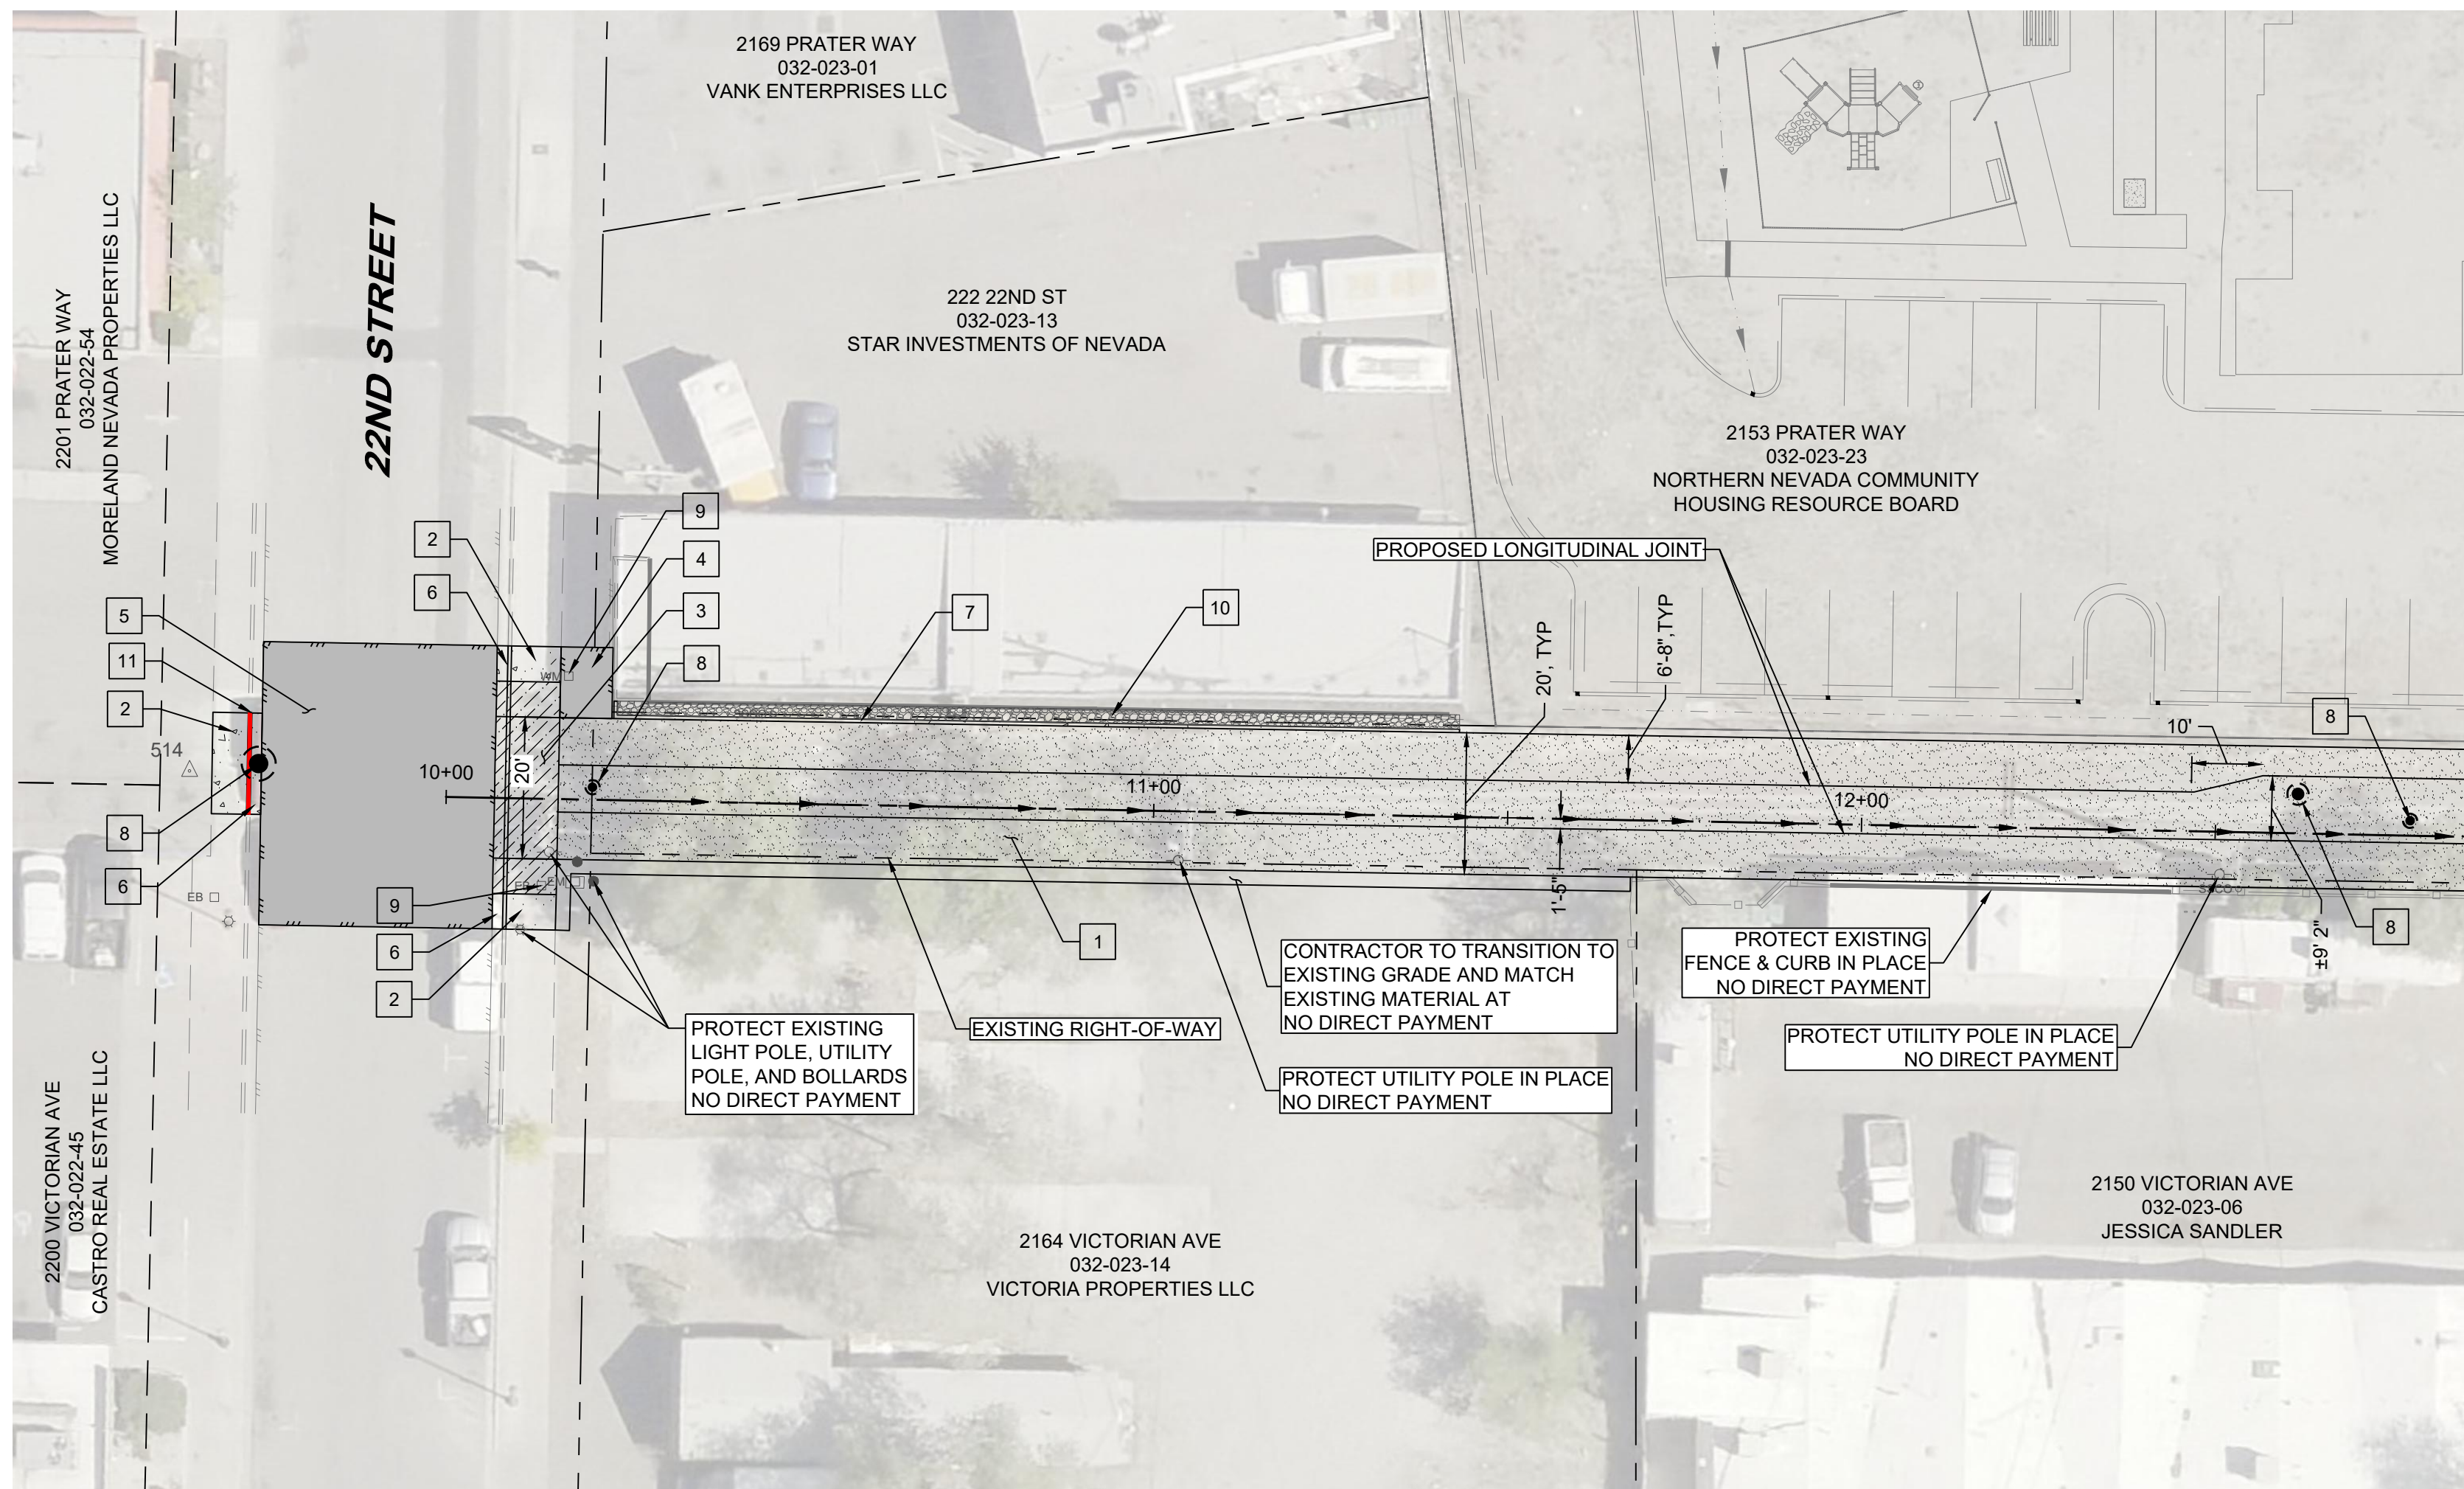 2169 PRATER WAY
032-023-01
VANK ENTERPRISES LLC
2201 PRATER WAY
032-022-54
MORELAND NEVADA PROPERTIES LLC
22ND STREET
222 22ND ST
032-023-13
STAR INVESTMENTS OF NEVADA
2153 PRATER WAY
032-023-23
NORTHERN NEVADA COMMUNITY
HOUSING RESOURCE BOARD
9
2
4
PROPOSED LONGITUDINAL JOINT
6
3
5
7
10
20', TYP
6'-8",TYP
11
8
2
WM
514
10'
8
10+00
20'
11+00
12+00
8
6
EB
EM
9
1'-5"
6
1
±9' 2"
8
2
CONTRACTOR TO TRANSITION TO
EXISTING GRADE AND MATCH
EXISTING MATERIAL AT
NO DIRECT PAYMENT
PROTECT EXISTING
FENCE & CURB IN PLACE
NO DIRECT PAYMENT
PROTECT EXISTING
LIGHT POLE, UTILITY
POLE, AND BOLLARDS
NO DIRECT PAYMENT
EXISTING RIGHT-OF-WAY
PROTECT UTILITY POLE IN PLACE
NO DIRECT PAYMENT
PROTECT UTILITY POLE IN PLACE
NO DIRECT PAYMENT
2200 VICTORIAN AVE
032-022-45
CASTRO REAL ESTATE LLC
2164 VICTORIAN AVE
032-023-14
VICTORIA PROPERTIES LLC
2150 VICTORIAN AVE
032-023-06
JESSICA SANDLER